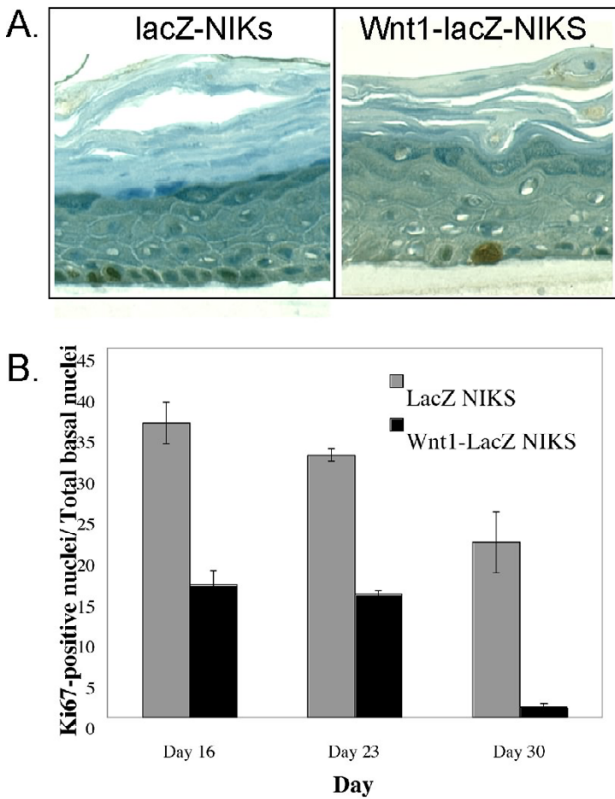 A.
lacZ-NIKs
Wnt1-lacZ-NIKS
B.
Ki67-positive nuclei/ Total basal nuclei
45
40
35
30
25
20
15
10
5
0
LacZ NIKS
Wnt1-LacZ NIKS
Day 16
Day 23
Day 30
Day